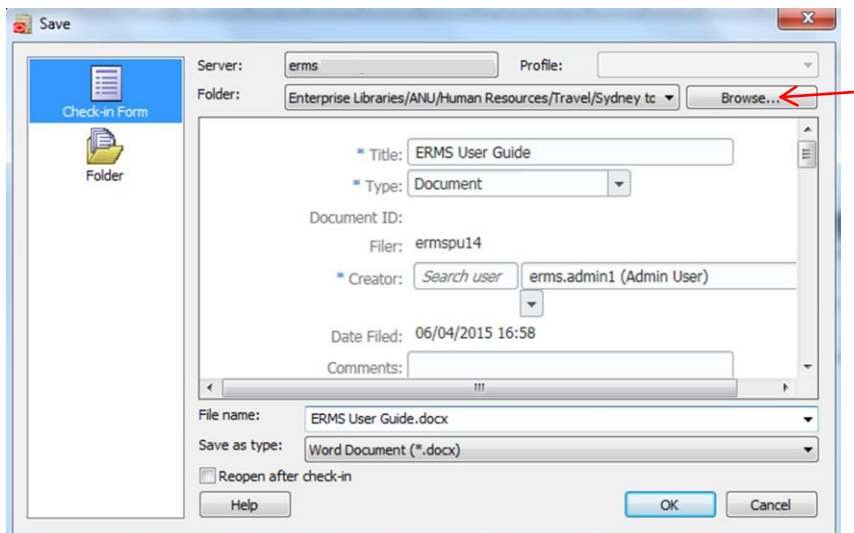 Save
Check-in Form
Folder
Server: erms Profile:
Folder: Enterprise Libraries/ANU/Human Resources/Travel/Sydney tc Browse...
* Title: ERMS User Guide
* Type: Document
Document ID:
Filer: ermspu14
* Creator: Search user erms.admin1 (Admin User)
Date Filed: 06/04/2015 16:58
Comments:
File name: ERMS User Guide.docx
Save as type: Word Document (*.docx)
Reopen after check-in
Help OK Cancel